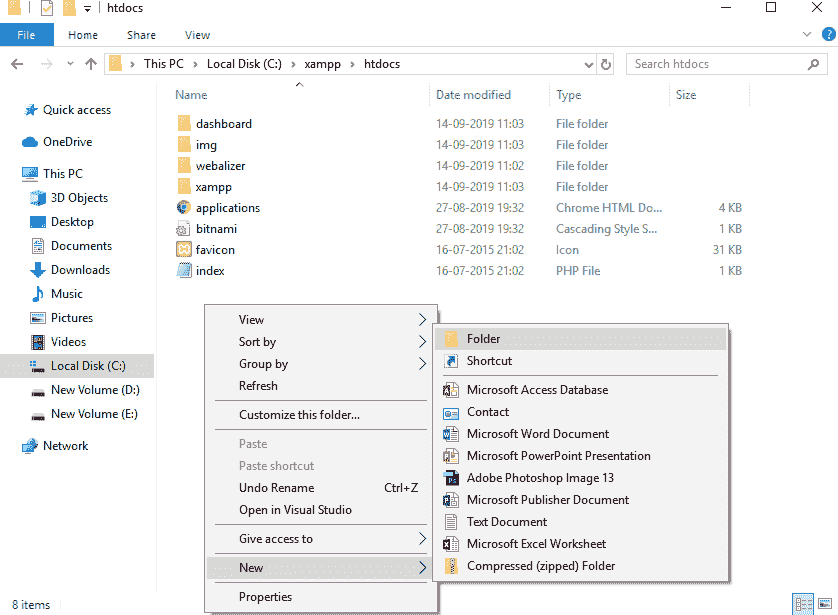 htdocs
File Home Share View
This PC Local Disk (C:) xampp htdocs Search htdocs
Name Date modified Type Size
Quick access
OneDrive
This PC
3D Objects
Desktop
Documents
Downloads
Music
Pictures
Videos
Local Disk (C:)
New Volume (D:)
New Volume (E:)
Network
dashboard 14-09-2019 11:03 File folder
img 14-09-2019 11:03 File folder
webalizer 14-09-2019 11:02 File folder
xampp 14-09-2019 11:03 File folder
applications 27-08-2019 19:32 Chrome HTML Do... 4 KB
bitnami 27-08-2019 19:32 Cascading Style S... 1 KB
favicon 16-07-2015 21:02 Icon 31 KB
index 16-07-2015 21:02 PHP File 1 KB
View
Sort by
Group by
Refresh
Customize this folder...
Paste
Paste shortcut
Undo Rename Ctrl+Z
Open in Visual Studio
Give access to
New
Properties
Folder
Shortcut
Microsoft Access Database
Contact
Microsoft Word Document
Microsoft PowerPoint Presentation
Adobe Photoshop Image 13
Microsoft Publisher Document
Text Document
Microsoft Excel Worksheet
Compressed (zipped) Folder
8 items